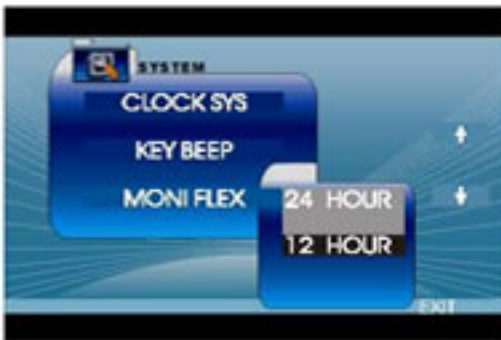 SYSTEM
CLOCK SYS
KEY BEEP
MONI FLEX
24 HOUR
12 HOUR
EXIT